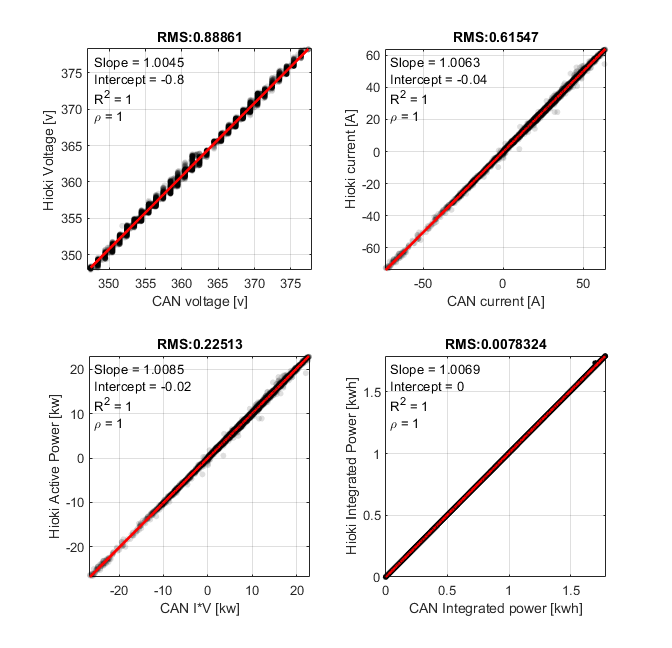 RMS:0.88861
Slope = 1.0045
Intercept = -0.8
R² = 1
ρ = 1
375
370
365
360
355
350
350
355
360
365
370
375
Hioki Voltage [v]
CAN voltage [v]
RMS:0.61547
Slope = 1.0063
Intercept = -0.04
R² = 1
ρ = 1
60
40
20
0
-20
-40
-60
-50
0
50
Hioki current [A]
CAN current [A]
RMS:0.22513
Slope = 1.0085
Intercept = -0.02
R² = 1
ρ = 1
20
10
0
-10
-20
-20
-10
0
10
20
Hioki Active Power [kw]
CAN I*V [kw]
RMS:0.0078324
Slope = 1.0069
Intercept = 0
R² = 1
ρ = 1
1.5
1
0.5
0
0
0.5
1
1.5
Hioki Integrated Power [kwh]
CAN Integrated power [kwh]